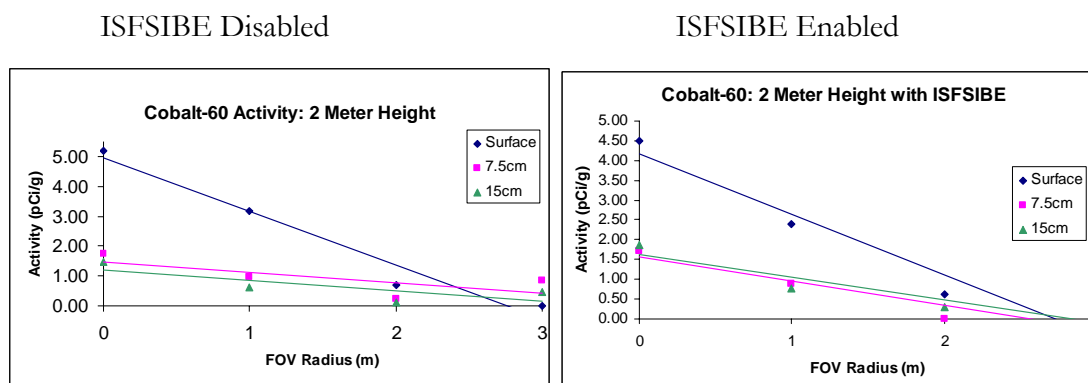 ISFSIBE Disabled
ISFSIBE Enabled
Cobalt-60 Activity: 2 Meter Height
Surface
7.5cm
15cm
5.00
4.00
3.00
2.00
1.00
0.00
Activity (pCi/g)
0 1 2 3
FOV Radius (m)
Cobalt-60: 2 Meter Height with ISFSIBE
5.00
4.50
4.00
3.50
3.00
2.50
2.00
1.50
1.00
0.50
0.00
Activity (pCi/g)
Surface
7.5cm
15cm
0 1 2
FOV Radius (m)